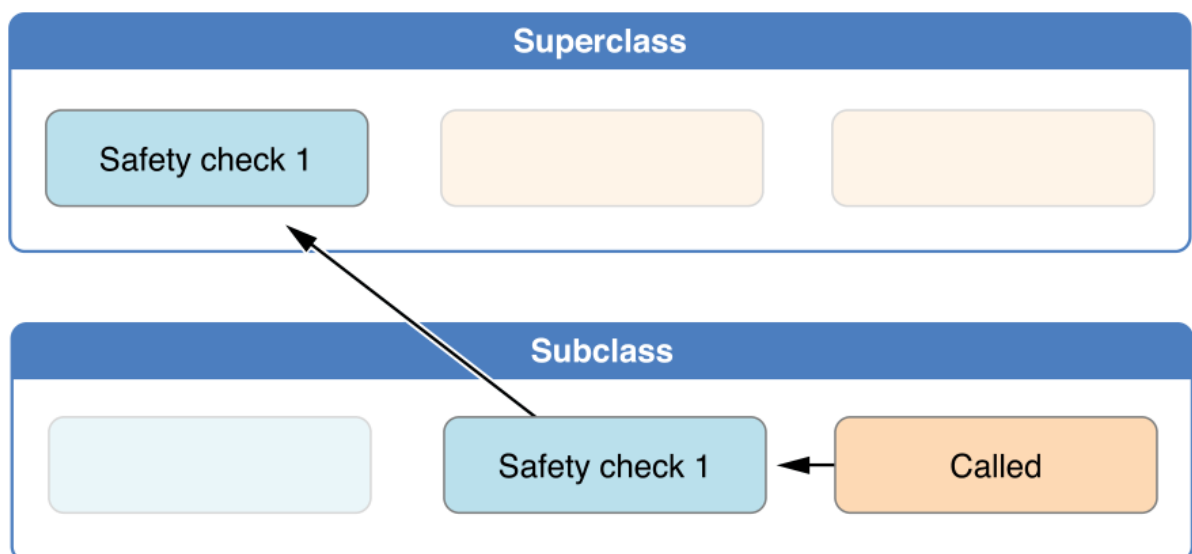 Superclass
Safety check 1
Subclass
Safety check 1
Called